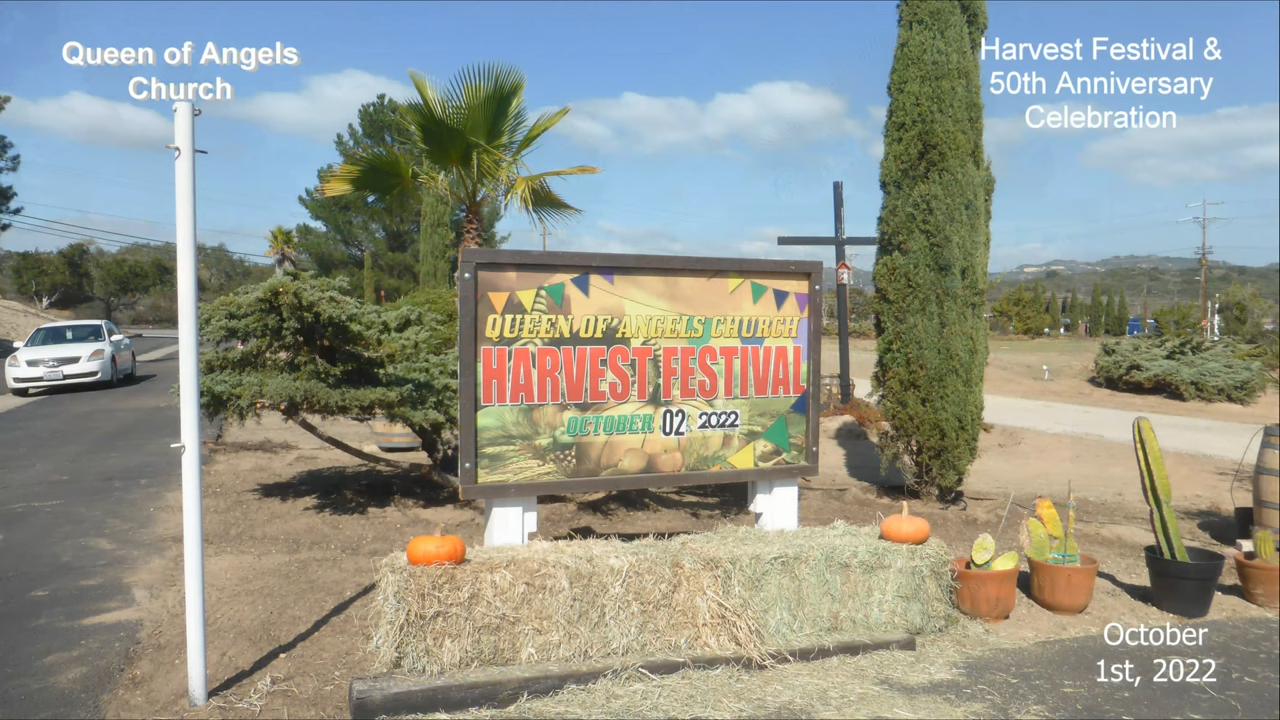 Queen of Angels
Church
Harvest Festival &
50th Anniversary
Celebration
QUEEN OF ANGELS CHURCH
HARVEST FESTIVAL
OCTOBER 02 2022
October
1st, 2022